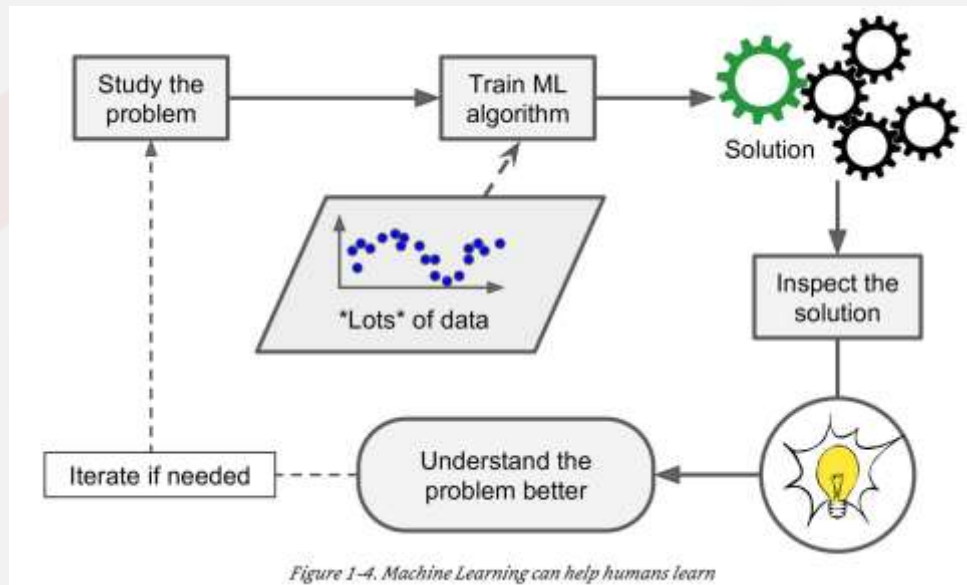 Study the
problem
Train ML
algorithm
Solution
*Lots* of data
Inspect the
solution
Understand the
problem better
Iterate if needed
Figure 1-4. Machine Learning can help humans learn